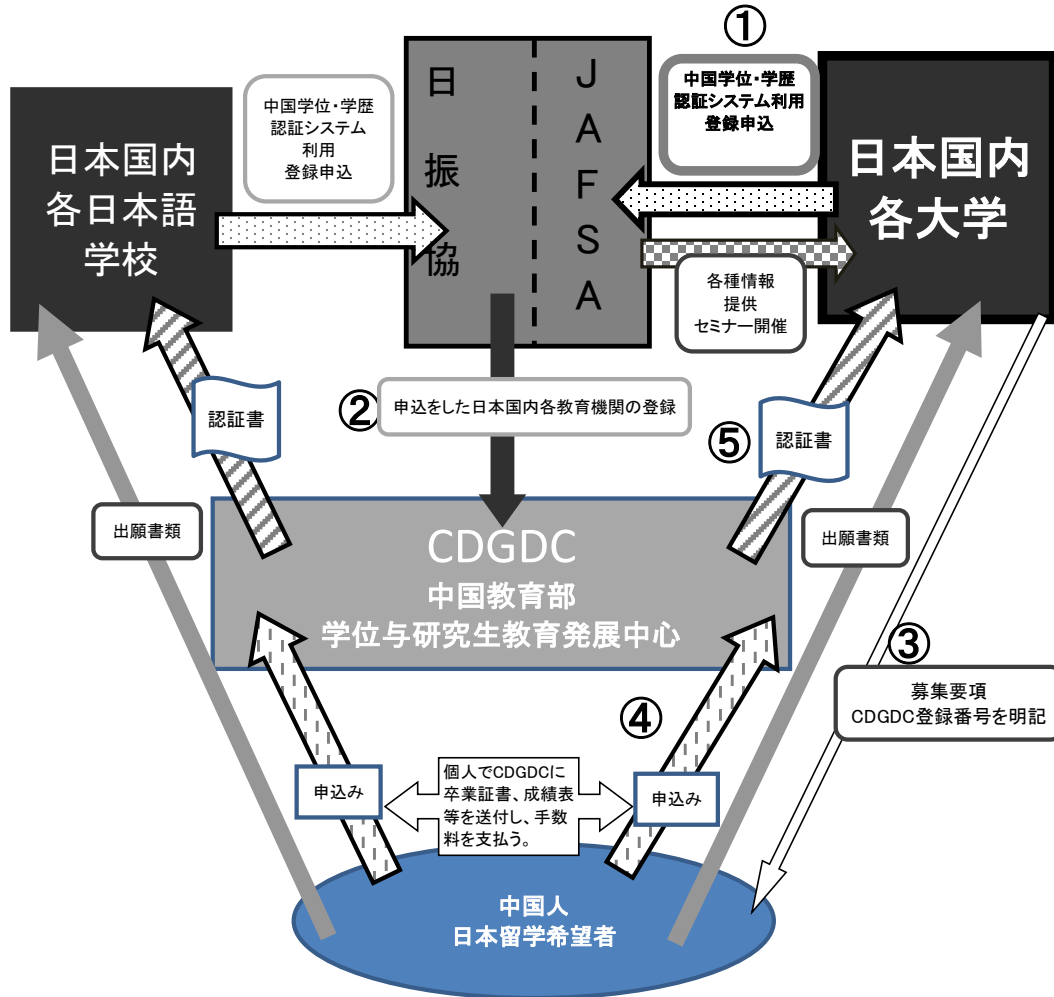 ①
中国学位・学歴
認証システム利用
登録申込
日振協
JAFSA
中国学位・学歴
認証システム
利用
登録申込
日本国内
各日本語
学校
日本国内
各大学
各種情報
提供
セミナー開催
②
申込をした日本国内各教育機関の登録
認証書
⑤
認証書
出願書類
出願書類
CDGDC
中国教育部
学位与研究生教育発展中心
③
募集要項
CDGDC登録番号を明記
④
申込み
個人でCDGDCに
卒業証書、成績表
等を送付し、手数
料を支払う。
申込み
中国人
日本留学希望者